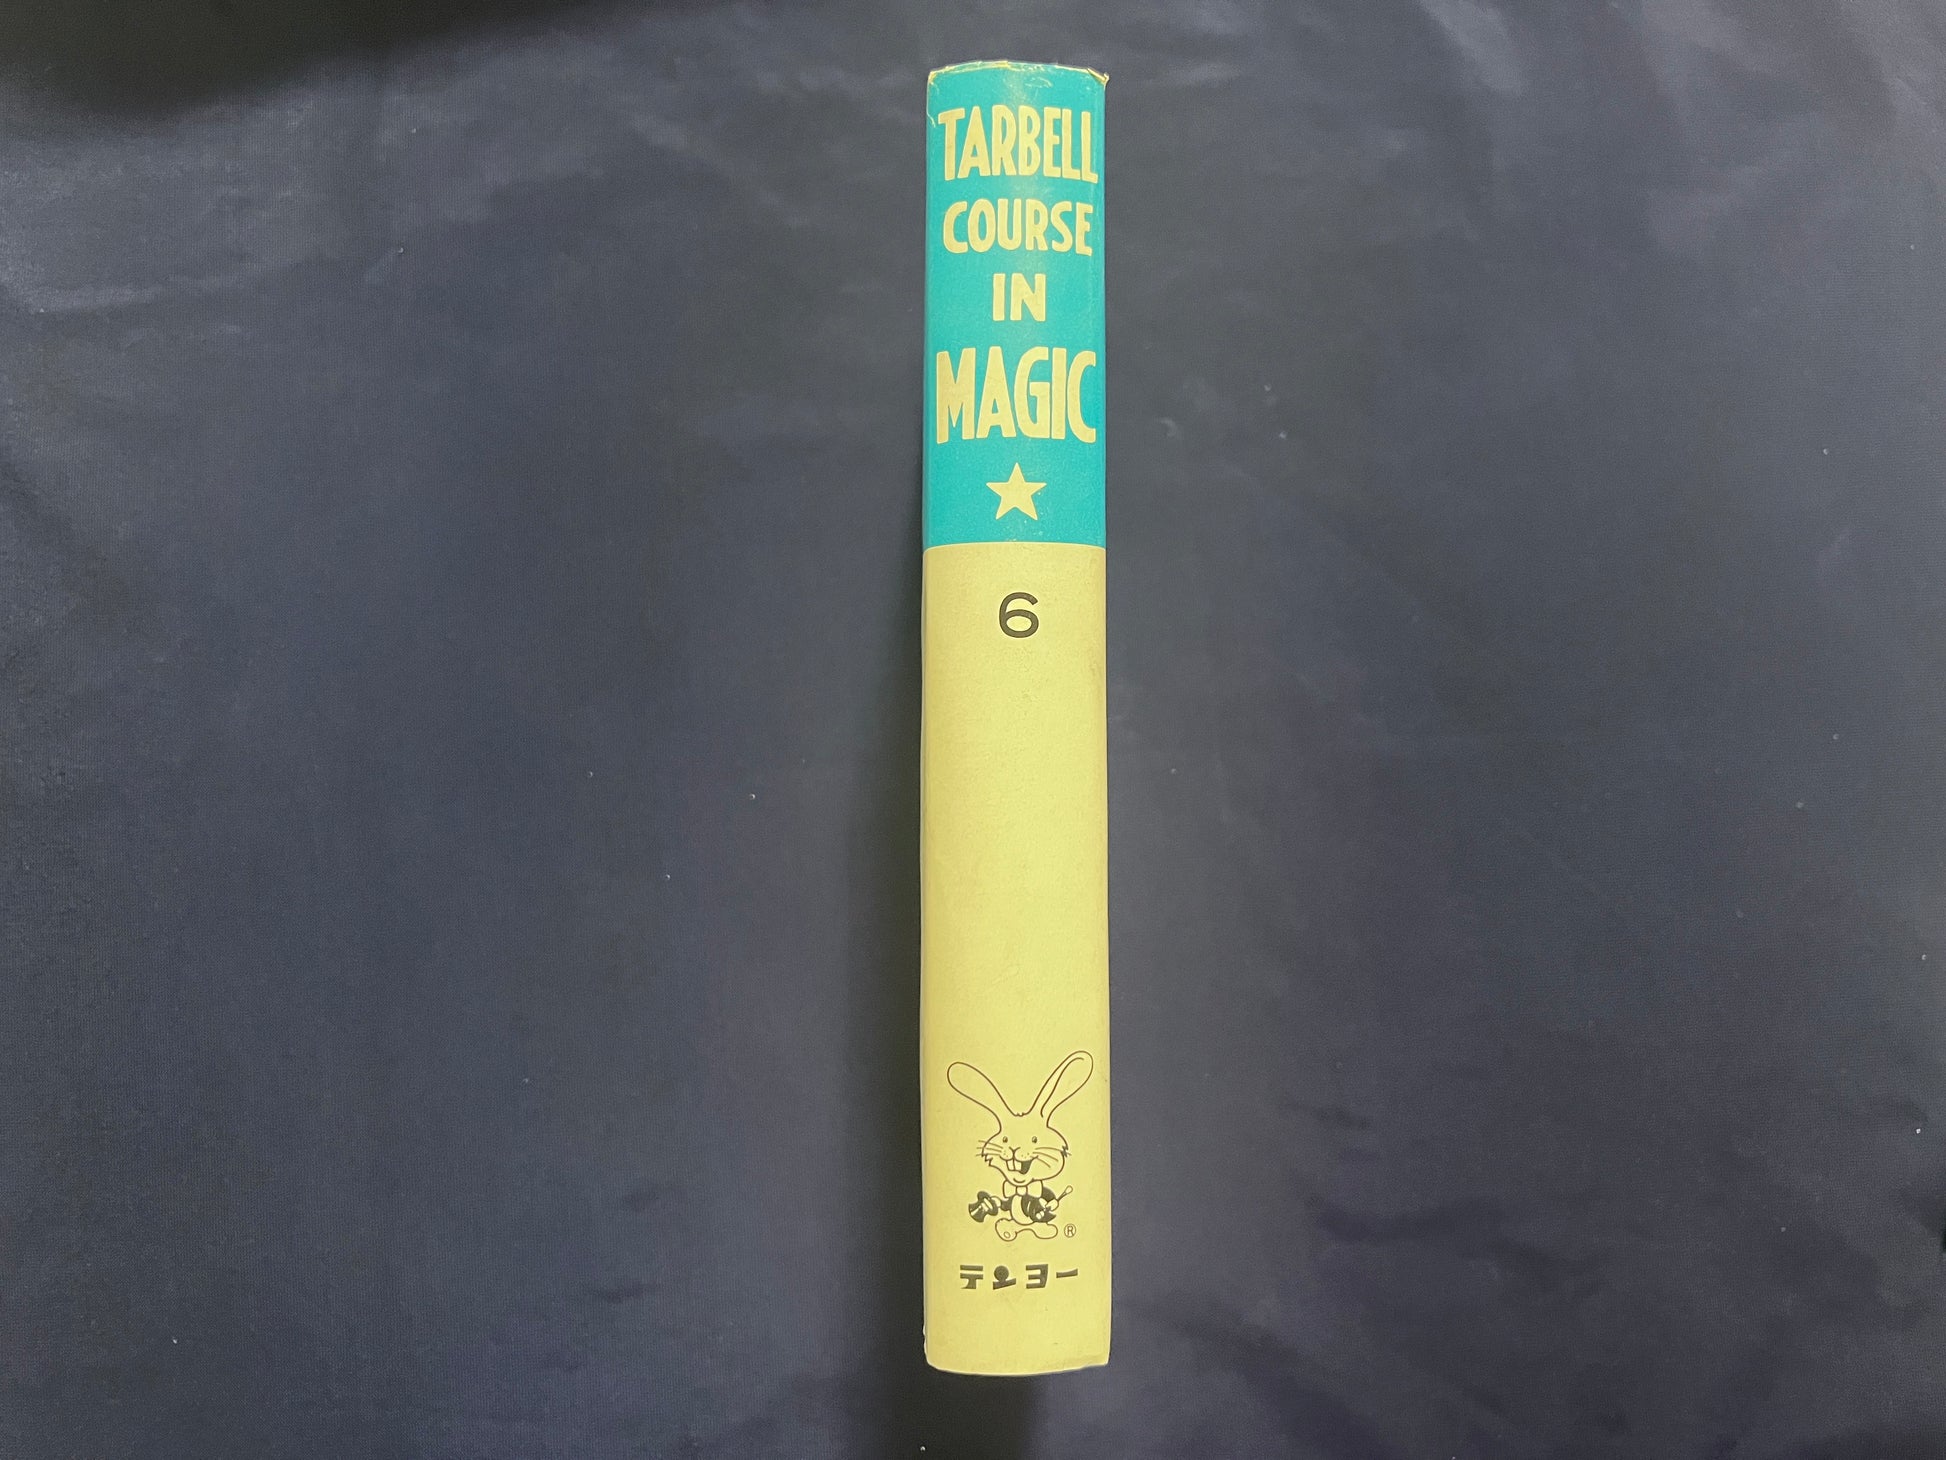 TARBELL
COURSE
IN
MAGIC
6
®
テンヨー